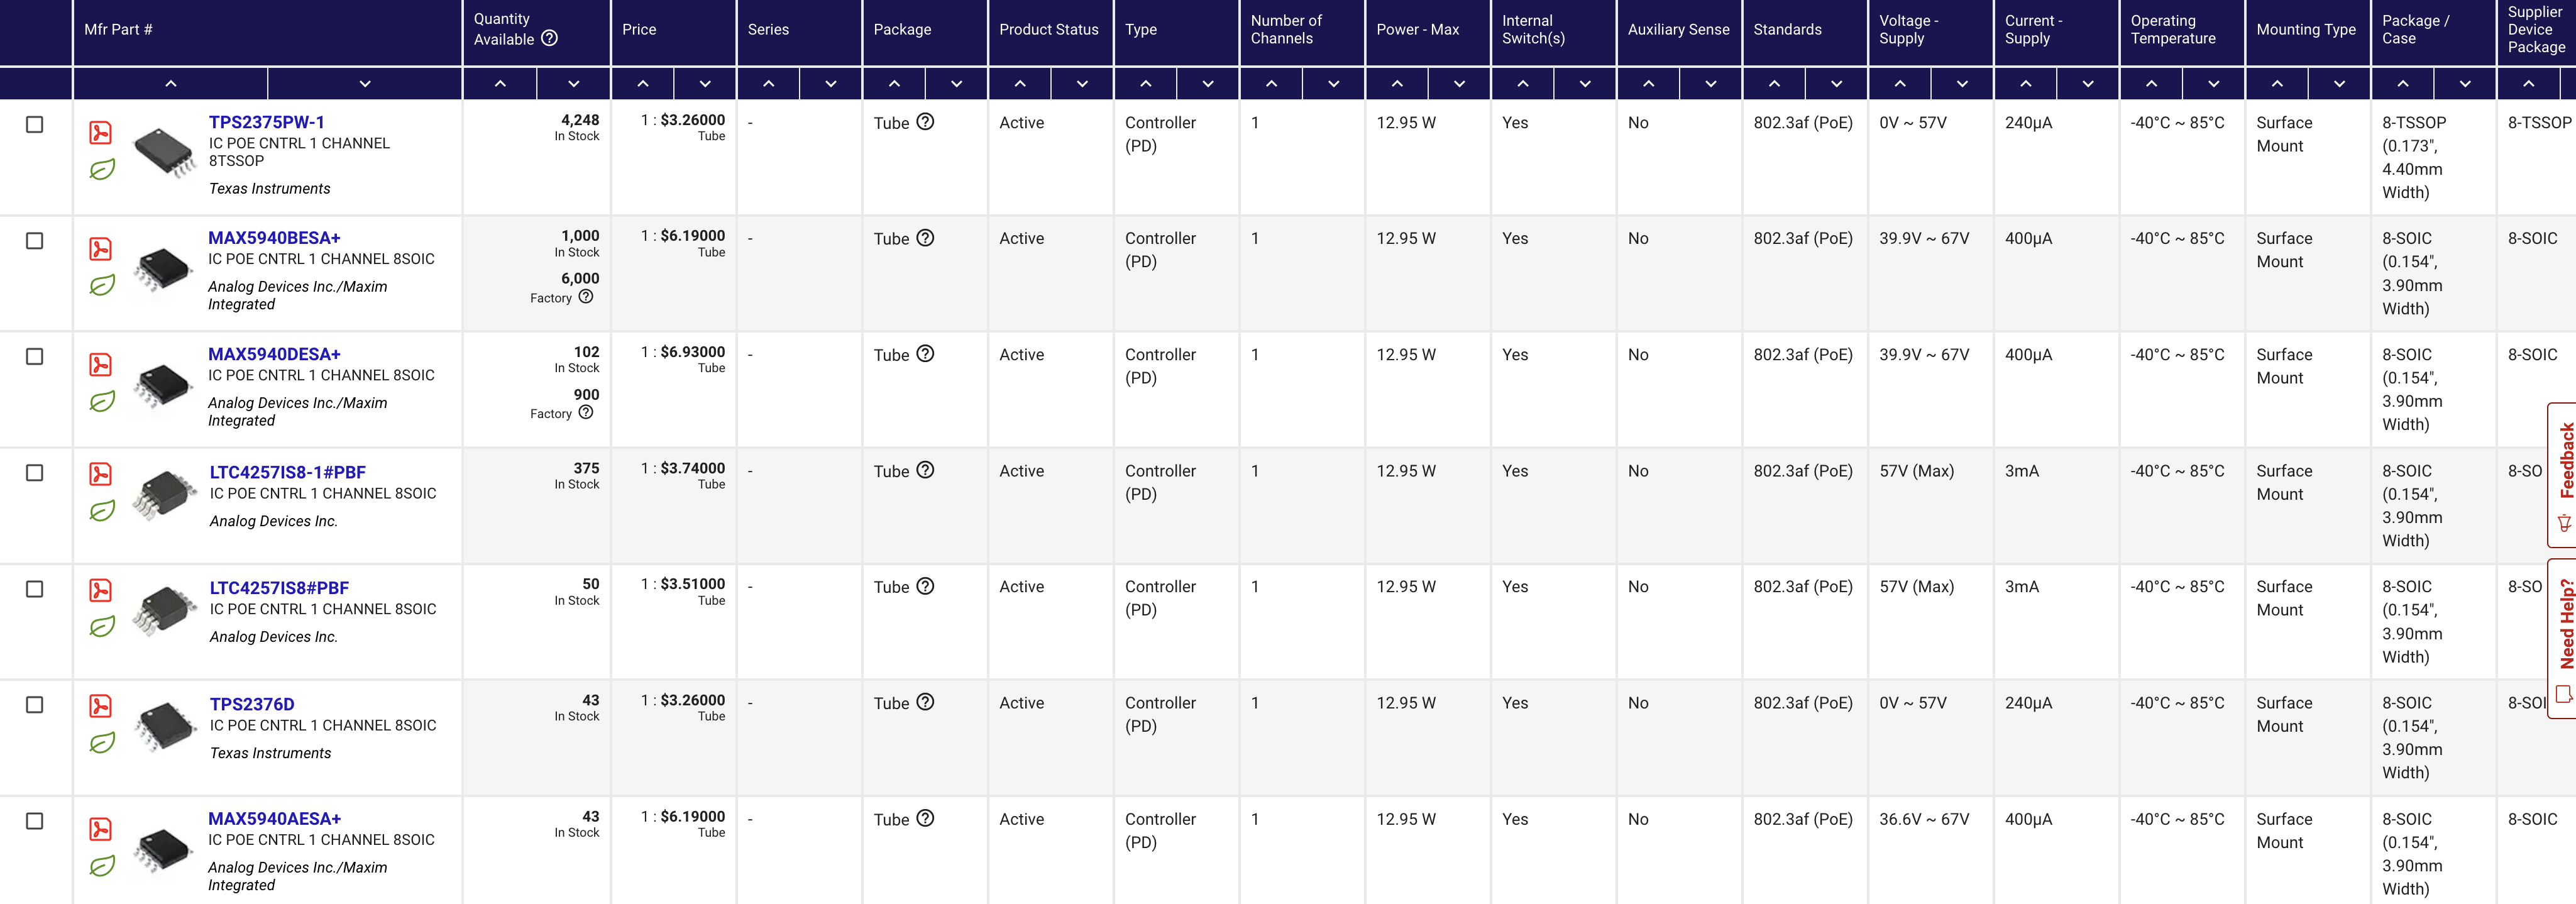 Mfr Part #
Quantity
Available
Price
Series
Package
Product Status
Type
Number of
Channels
Power - Max
Internal
Switch(s)
Auxiliary Sense
Standards
Voltage -
Supply
Current -
Supply
Operating
Temperature
Mounting Type
Package /
Case
Supplier
Device
Package
TPS2375PW-1
IC POE CNTRL 1 CHANNEL
8TSSOP
Texas Instruments
4,248
In Stock
1 : $3.26000
Tube
-
Tube
Active
Controller
(PD)
1
12.95 W
Yes
No
802.3af (PoE)
0V ~ 57V
240µA
-40°C ~ 85°C
Surface
Mount
8-TSSOP
(0.173",
4.40mm
Width)
8-TSSOP
MAX5940BESA+
IC POE CNTRL 1 CHANNEL 8SOIC
Analog Devices Inc./Maxim
Integrated
1,000
In Stock
6,000
Factory
1 : $6.19000
Tube
-
Tube
Active
Controller
(PD)
1
12.95 W
Yes
No
802.3af (PoE)
39.9V ~ 67V
400µA
-40°C ~ 85°C
Surface
Mount
8-SOIC
(0.154",
3.90mm
Width)
8-SOIC
MAX5940DESA+
IC POE CNTRL 1 CHANNEL 8SOIC
Analog Devices Inc./Maxim
Integrated
102
In Stock
900
Factory
1 : $6.93000
Tube
-
Tube
Active
Controller
(PD)
1
12.95 W
Yes
No
802.3af (PoE)
39.9V ~ 67V
400µA
-40°C ~ 85°C
Surface
Mount
8-SOIC
(0.154",
3.90mm
Width)
8-SOIC
LTC4257IS8-1#PBF
IC POE CNTRL 1 CHANNEL 8SOIC
Analog Devices Inc.
375
In Stock
1 : $3.74000
Tube
-
Tube
Active
Controller
(PD)
1
12.95 W
Yes
No
802.3af (PoE)
57V (Max)
3mA
-40°C ~ 85°C
Surface
Mount
8-SOIC
(0.154",
3.90mm
Width)
8-SO
Feedback
LTC4257IS8#PBF
IC POE CNTRL 1 CHANNEL 8SOIC
Analog Devices Inc.
50
In Stock
1 : $3.51000
Tube
-
Tube
Active
Controller
(PD)
1
12.95 W
Yes
No
802.3af (PoE)
57V (Max)
3mA
-40°C ~ 85°C
Surface
Mount
8-SOIC
(0.154",
3.90mm
Width)
8-SO
Need Help?
TPS2376D
IC POE CNTRL 1 CHANNEL 8SOIC
Texas Instruments
43
In Stock
1 : $3.26000
Tube
-
Tube
Active
Controller
(PD)
1
12.95 W
Yes
No
802.3af (PoE)
0V ~ 57V
240µA
-40°C ~ 85°C
Surface
Mount
8-SOIC
(0.154",
3.90mm
Width)
8-SOI
MAX5940AESA+
IC POE CNTRL 1 CHANNEL 8SOIC
Analog Devices Inc./Maxim
Integrated
43
In Stock
1 : $6.19000
Tube
-
Tube
Active
Controller
(PD)
1
12.95 W
Yes
No
802.3af (PoE)
36.6V ~ 67V
400µA
-40°C ~ 85°C
Surface
Mount
8-SOIC
(0.154",
3.90mm
Width)
8-SOIC